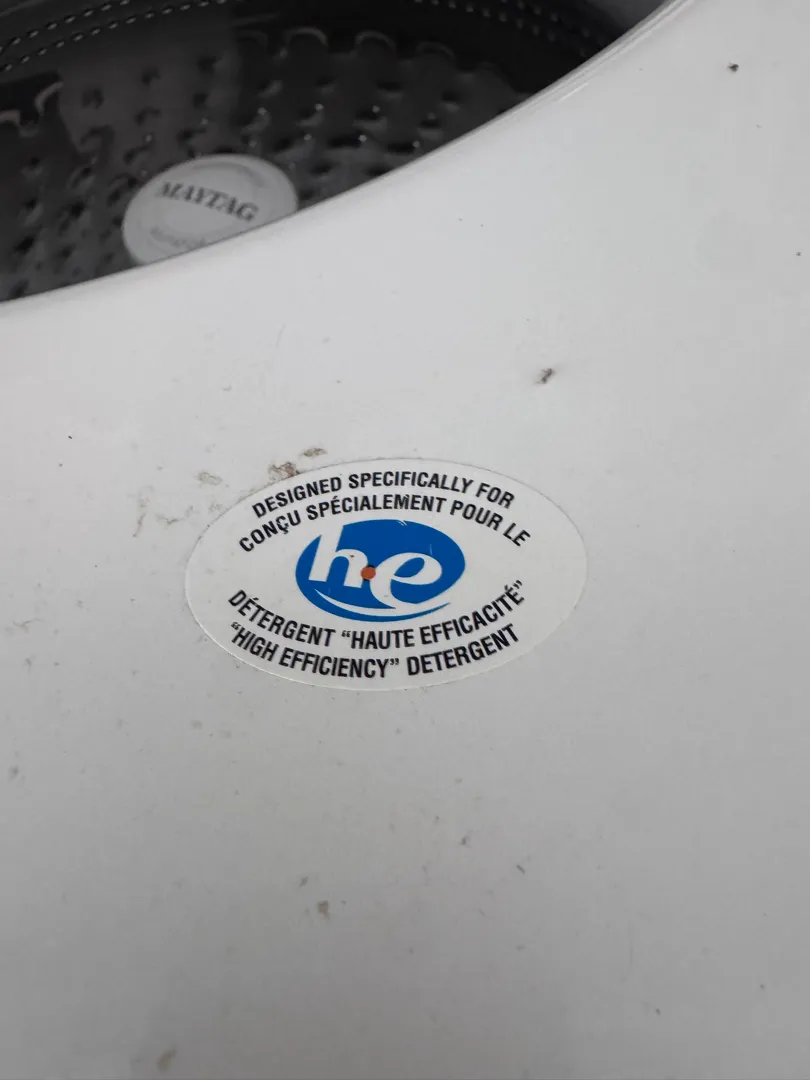 MAYTAG
DESIGNED SPECIFICALLY FOR
CONÇU SPÉCIALEMENT POUR LE
he
DÉTERGENT “HAUTE EFFICACITÉ”
“HIGH EFFICIENCY” DETERGENT